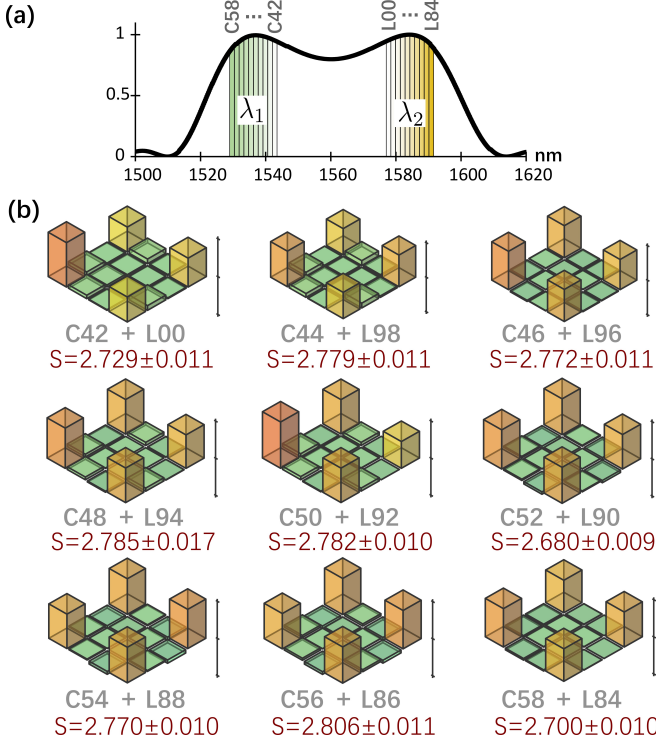 (a)
C58 ... C42 L00 ... L84
1
0.5
0
λ1 λ2
1500 1520 1540 1560 1580 1600 1620
nm
(b)
C42 + L00 C44 + L98 C46 + L96
S=2.729±0.011 S=2.779±0.011 S=2.772±0.011
C48 + L94 C50 + L92 C52 + L90
S=2.785±0.017 S=2.782±0.010 S=2.680±0.009
C54 + L88 C56 + L86 C58 + L84
S=2.770±0.010 S=2.806±0.011 S=2.700±0.010